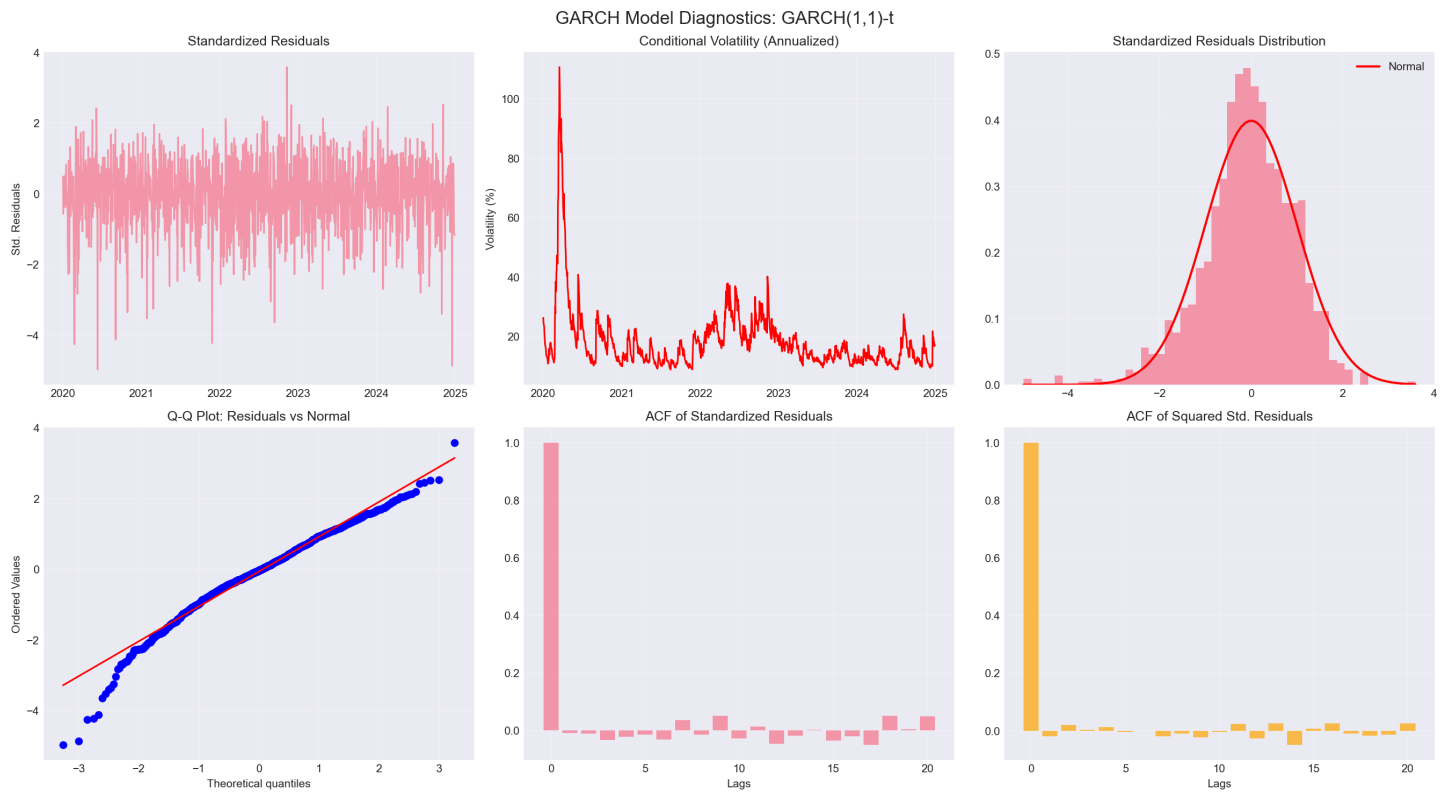 GARCH Model Diagnostics: GARCH(1,1)-t
Standardized Residuals
Std. Residuals
4
2
0
−2
−4
2020 2021 2022 2023 2024 2025
Conditional Volatility (Annualized)
Volatility (%)
100
80
60
40
20
2020 2021 2022 2023 2024 2025
Standardized Residuals Distribution
Normal
0.5
0.4
0.3
0.2
0.1
0.0
−4 −2 0 2 4
Q-Q Plot: Residuals vs Normal
Ordered Values
4
2
0
−2
−4
−3 −2 −1 0 1 2 3
Theoretical quantiles
ACF of Standardized Residuals
1.0
0.8
0.6
0.4
0.2
0.0
0 5 10 15 20
Lags
ACF of Squared Std. Residuals
1.0
0.8
0.6
0.4
0.2
0.0
0 5 10 15 20
Lags